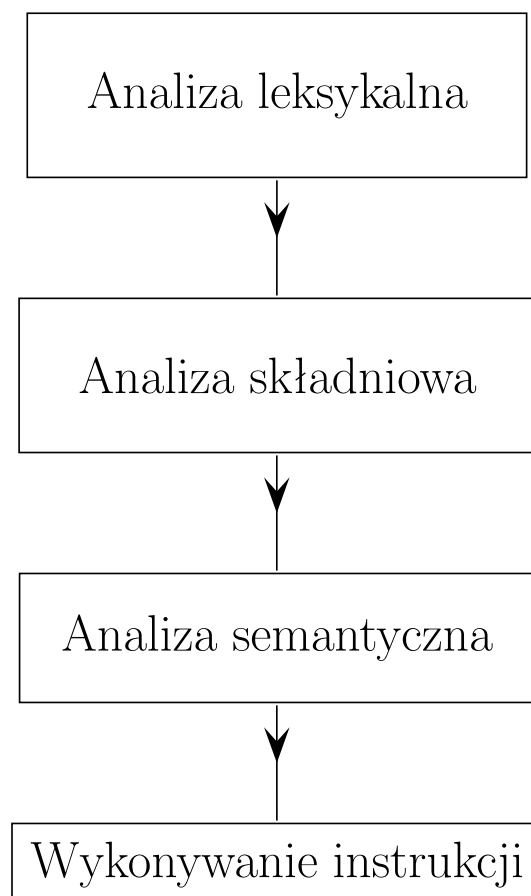 Analiza leksykalna
Analiza składniowa
Analiza semantyczna
Wykonywanie instrukcji